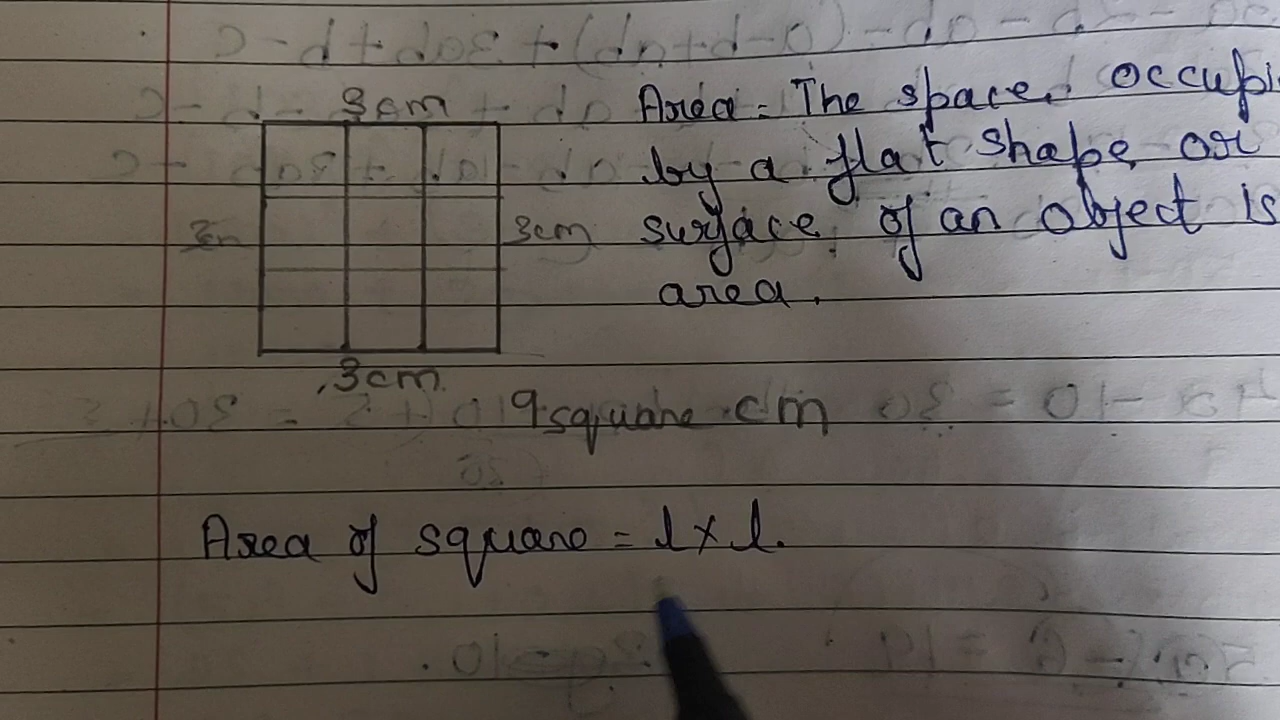 3cm
Area = The space occupi
by a flat shape or
3cm
surface of an object is
area.
3cm
9 square cm
Area of square = l x l.